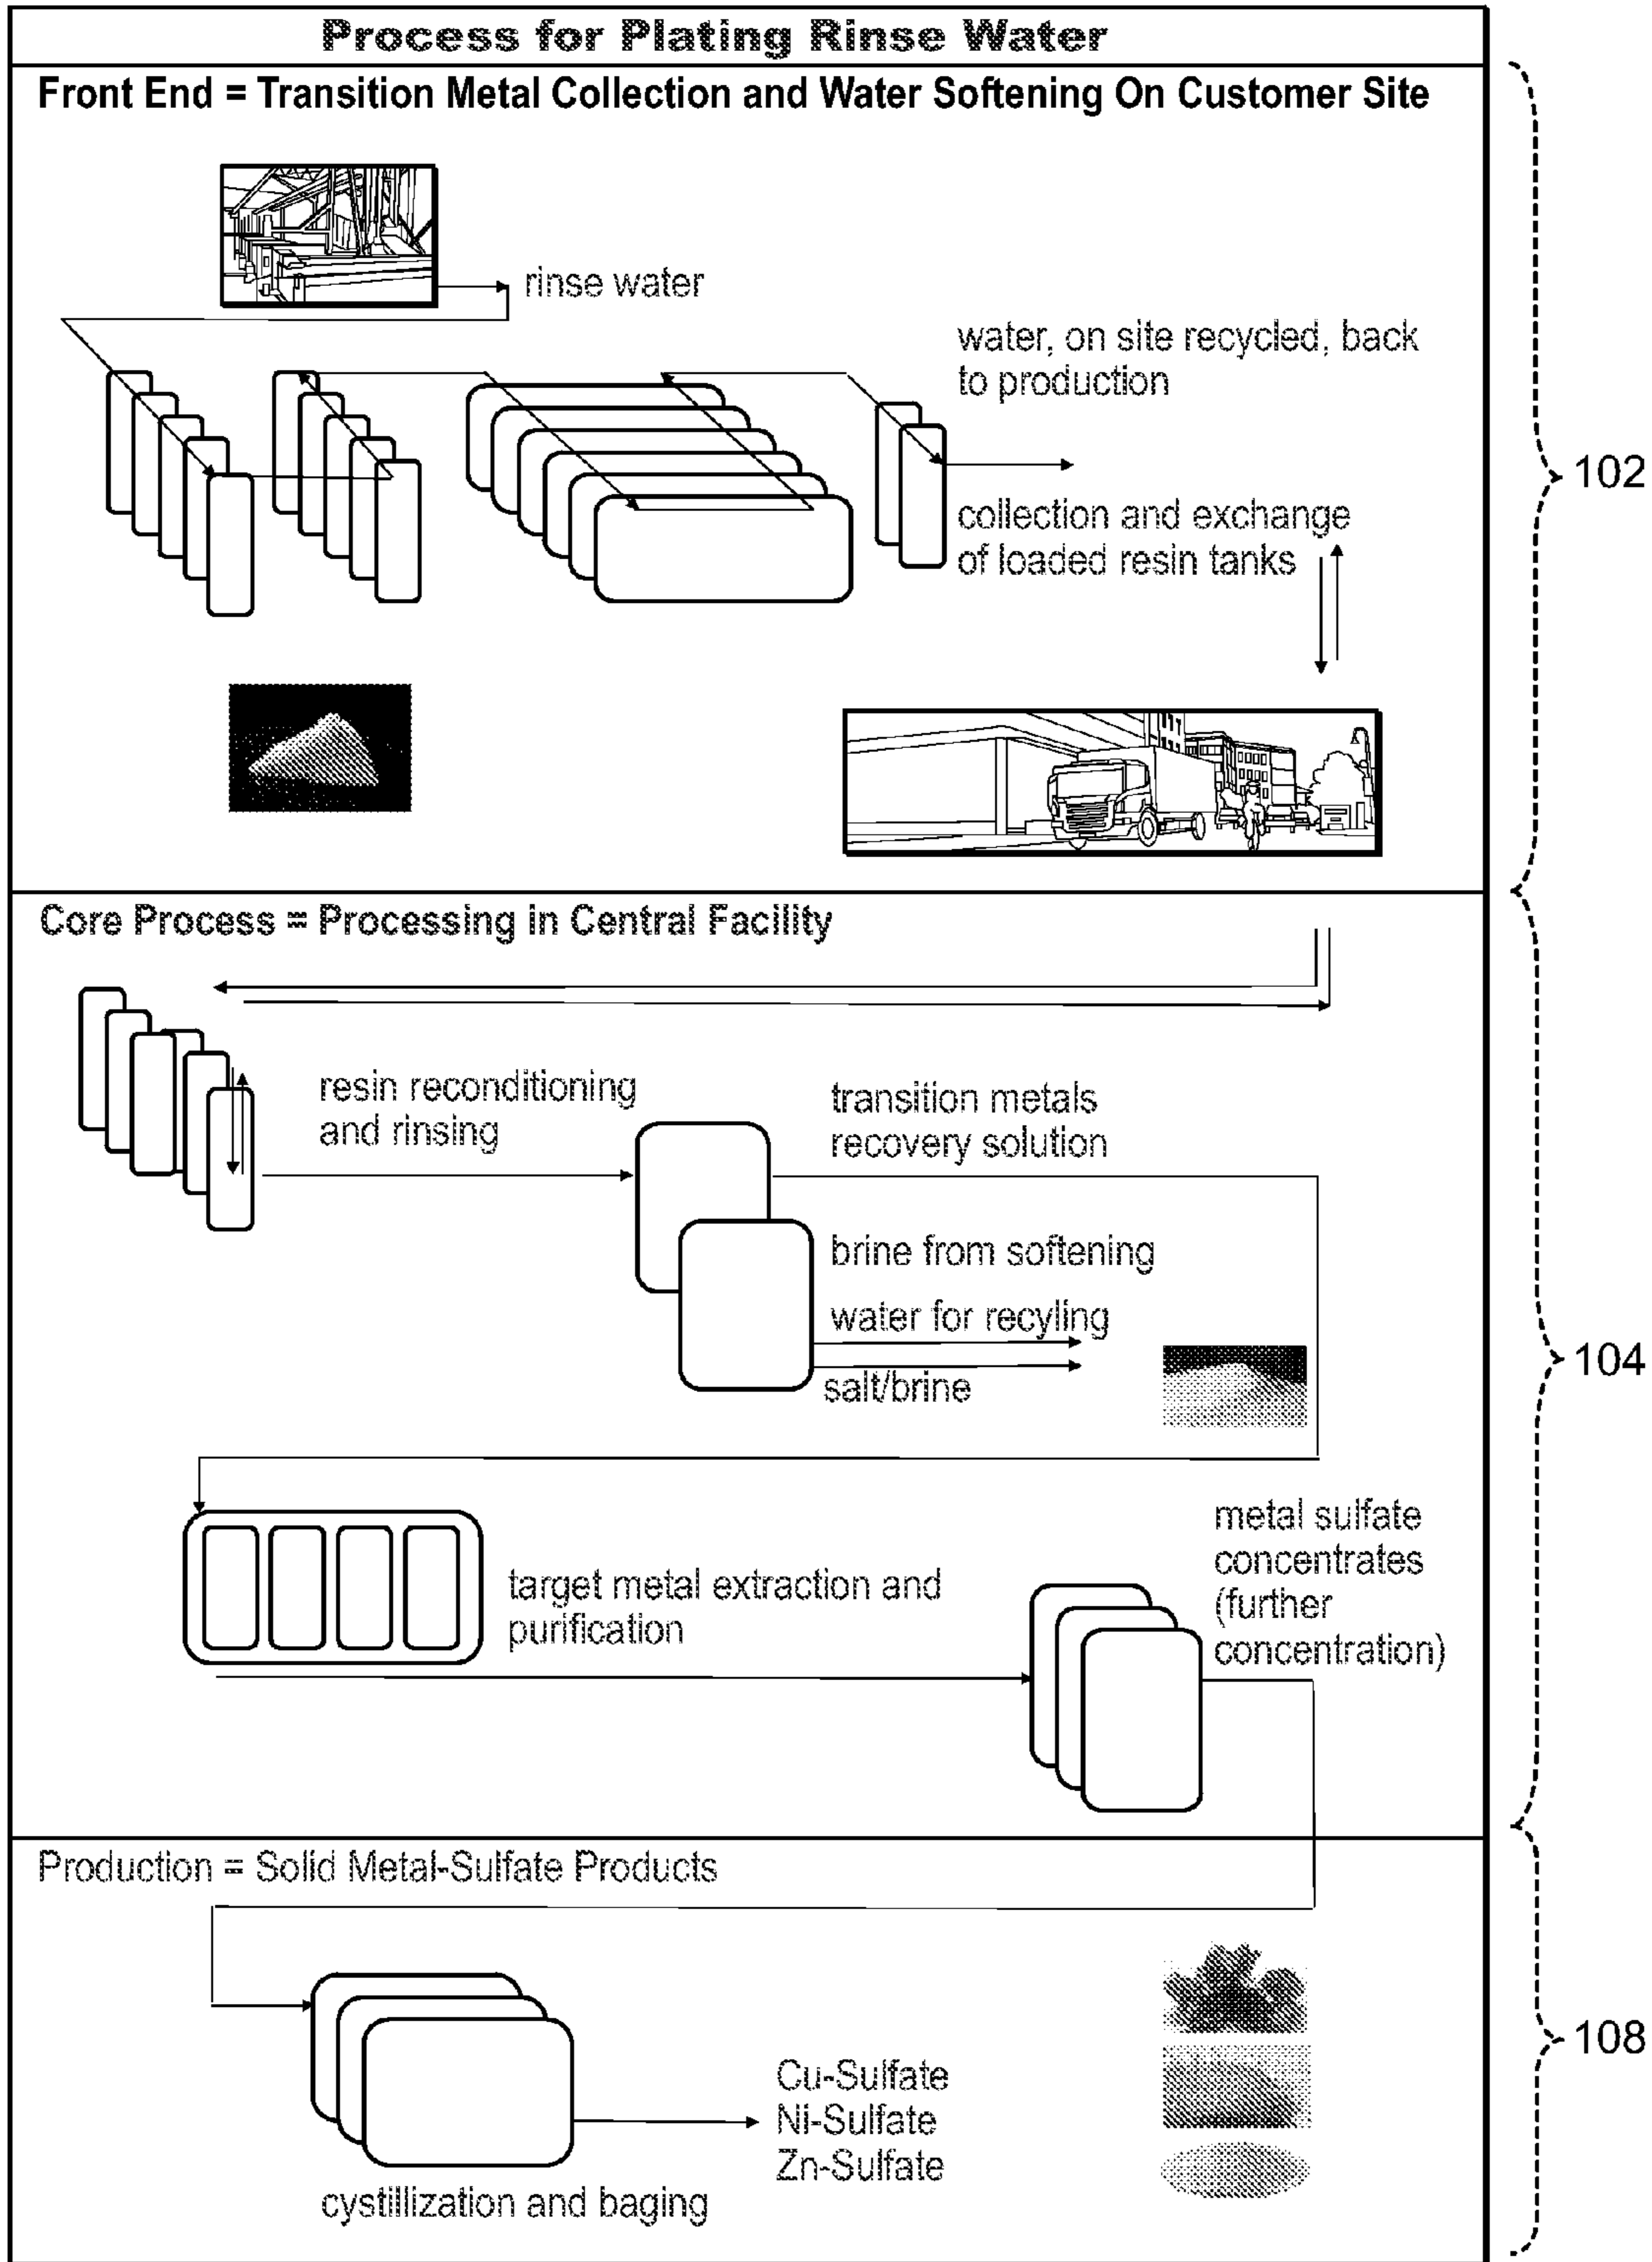 Process for Plating Rinse Water
Front End = Transition Metal Collection and Water Softening On Customer Site
rinse water
water, on site recycled, back
to production
102
collection and exchange
of loaded resin tanks
Core Process = Processing in Central Facility
resin reconditioning
and rinsing
transition metals
recovery solution
brine from softening
water for recyling
salt/brine
104
metal sulfate
concentrates
(further
concentration)
target metal extraction and
purification
Production = Solid Metal-Sulfate Products
108
Cu-Sulfate
Ni-Sulfate
Zn-Sulfate
cystillization and baging